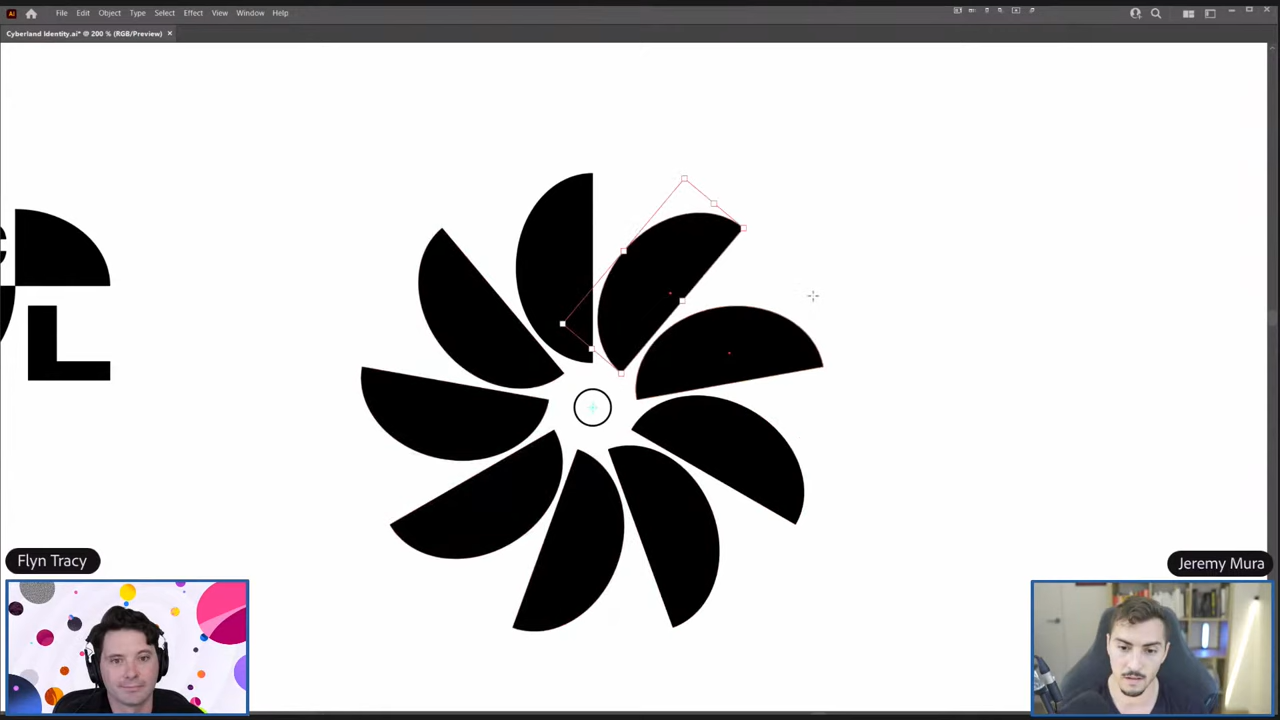 Ai File Edit Object Type Select Effect View Window Help
Cyberland Identity.ai* @ 200 % (RGB/Preview)
L
Flyn Tracy
Jeremy Mura